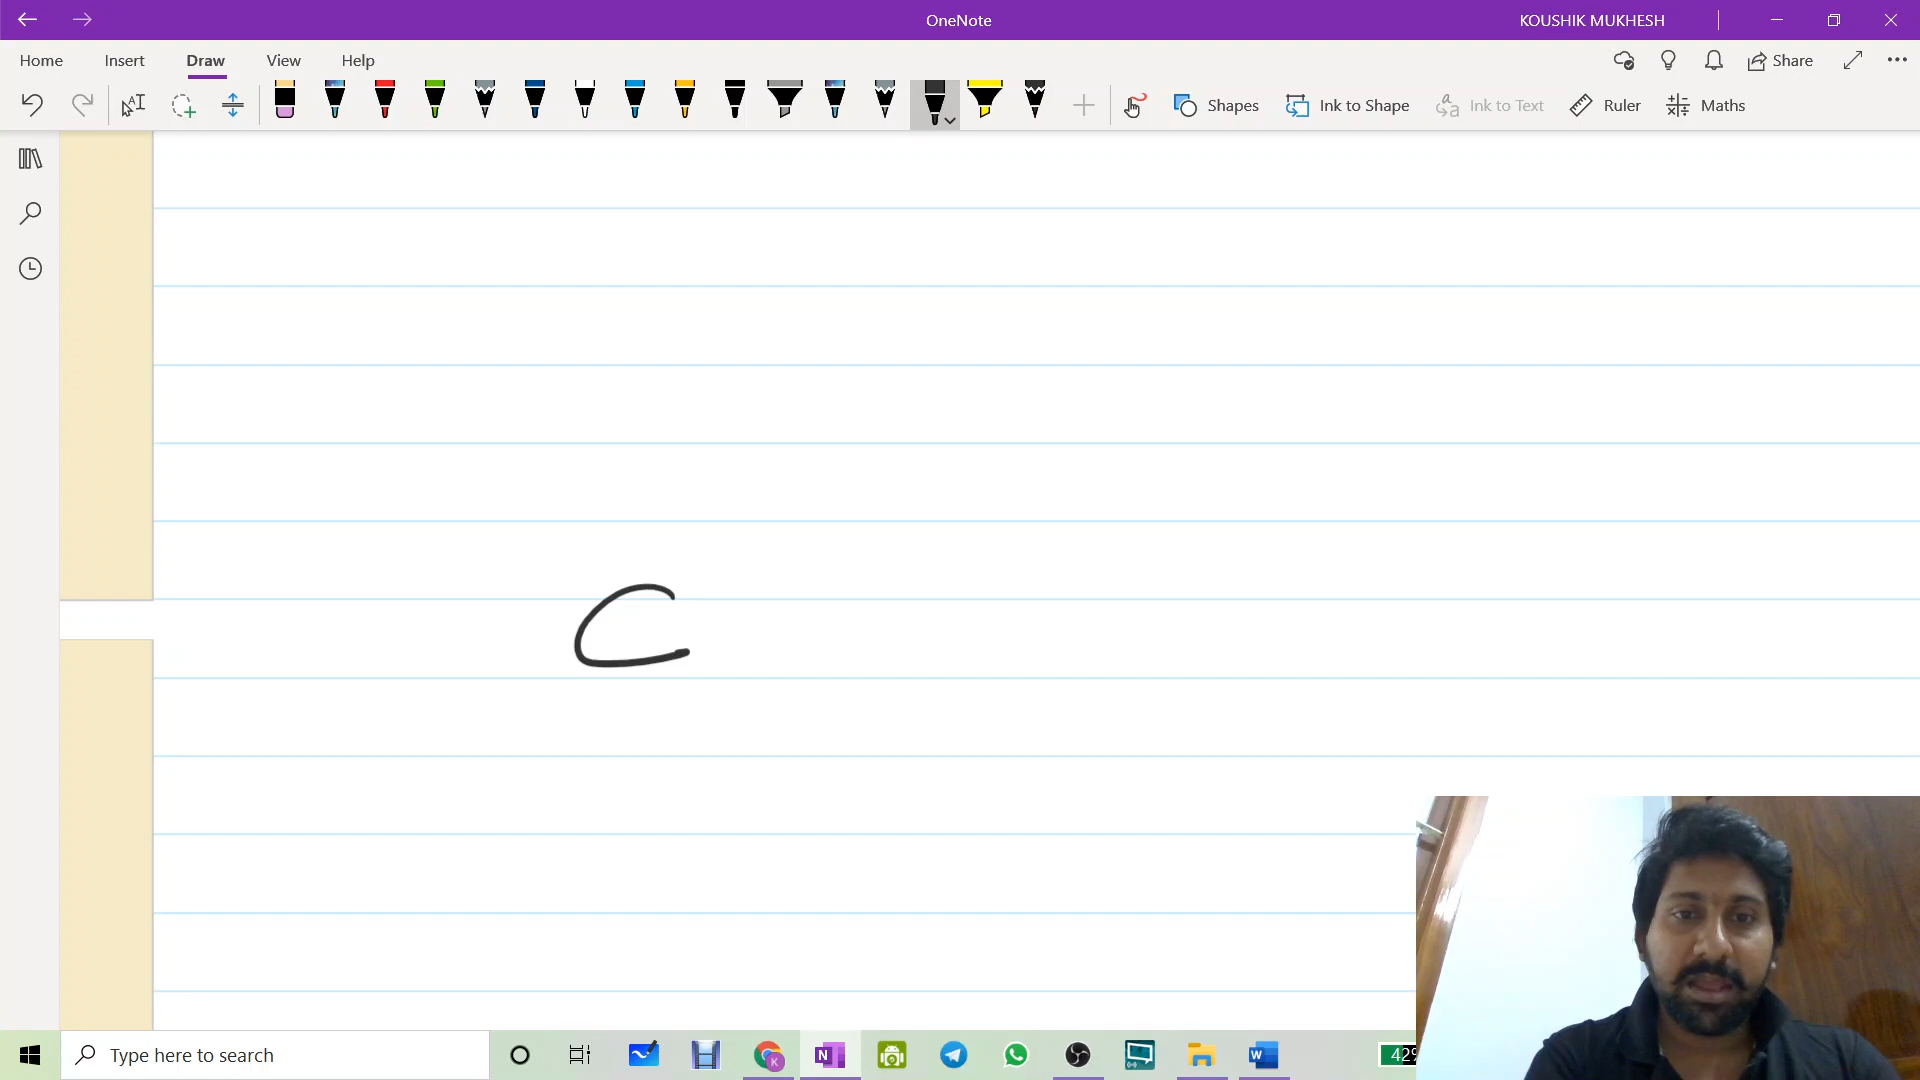 OneNote
KOUSHIK MUKHESH
Home Insert Draw View Help
Share
Shapes Ink to Shape Ink to Text Ruler Maths
C
Type here to search
42%